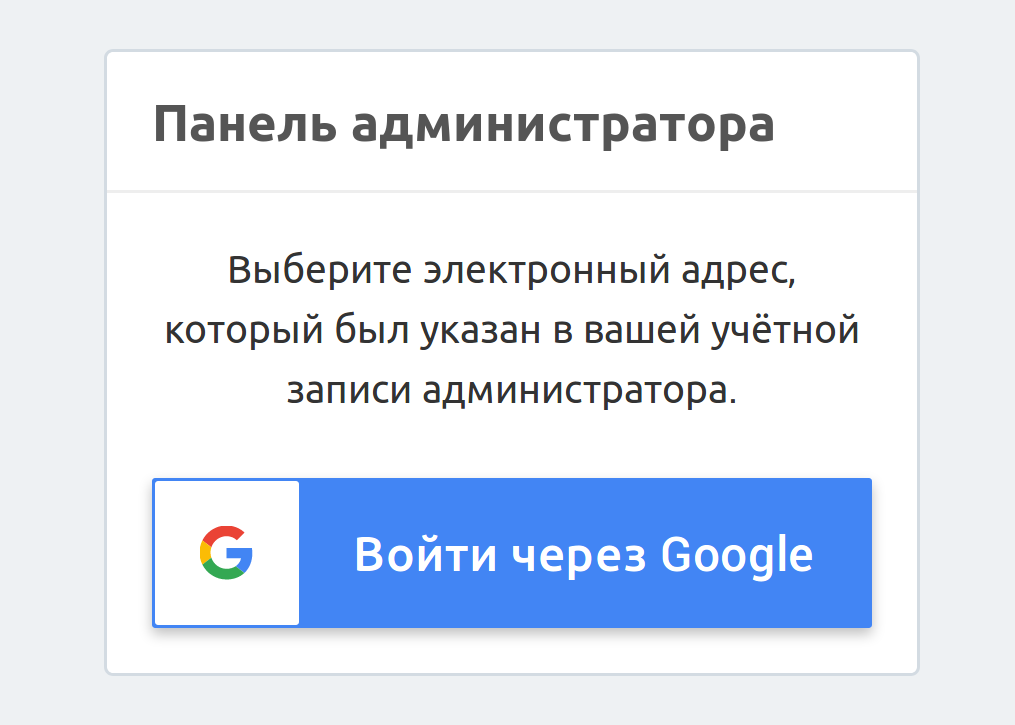 Панель администратора
Выберите электронный адрес,
который был указан в вашей учётной
записи администратора.
Войти через Google